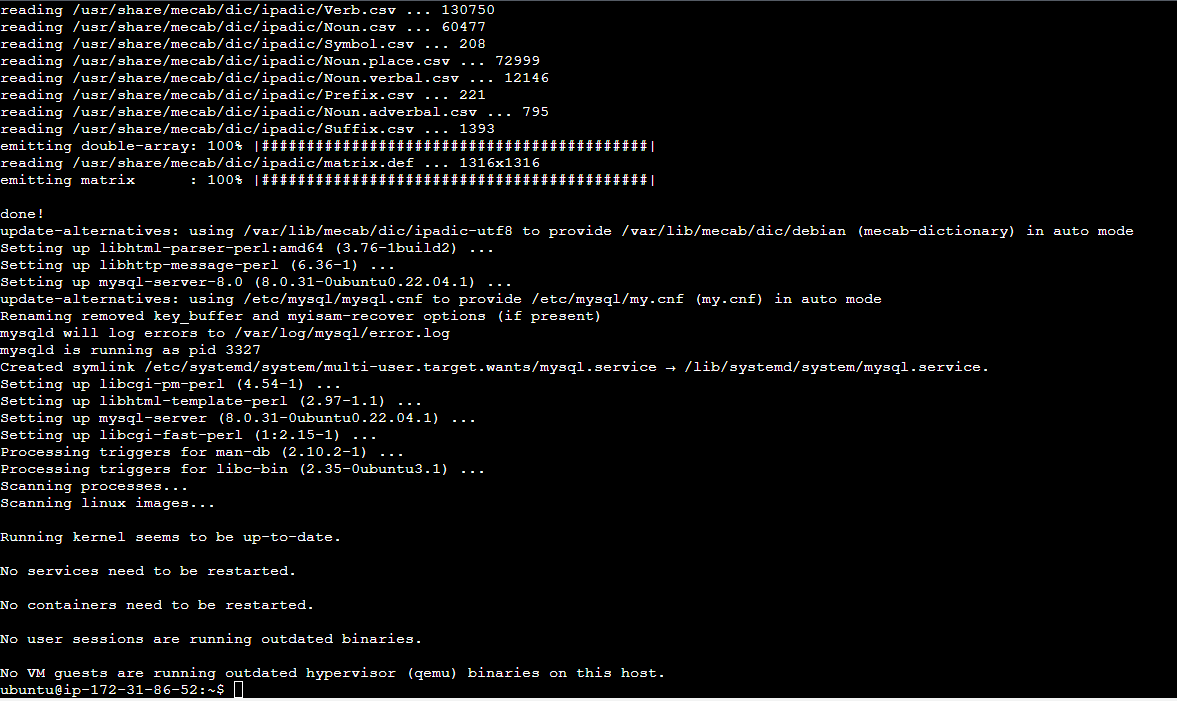 reading /usr/share/mecab/dic/ipadic/Verb.csv ... 130750
reading /usr/share/mecab/dic/ipadic/Noun.csv ... 60477
reading /usr/share/mecab/dic/ipadic/Symbol.csv ... 208
reading /usr/share/mecab/dic/ipadic/Noun.place.csv ... 72999
reading /usr/share/mecab/dic/ipadic/Noun.verbal.csv ... 12146
reading /usr/share/mecab/dic/ipadic/Prefix.csv ... 221
reading /usr/share/mecab/dic/ipadic/Noun.adverbal.csv ... 795
reading /usr/share/mecab/dic/ipadic/Suffix.csv ... 1393
emitting double-array: 100% |###########################################|
reading /usr/share/mecab/dic/ipadic/matrix.def ... 1316x1316
emitting matrix      : 100% |###########################################|
done!
update-alternatives: using /var/lib/mecab/dic/ipadic-utf8 to provide /var/lib/mecab/dic/debian (mecab-dictionary) in auto mode
Setting up libhtml-parser-perl:amd64 (3.76-1build2) ...
Setting up libhttp-message-perl (6.36-1) ...
Setting up mysql-server-8.0 (8.0.31-0ubuntu0.22.04.1) ...
update-alternatives: using /etc/mysql/mysql.cnf to provide /etc/mysql/my.cnf (my.cnf) in auto mode
Renaming removed key_buffer and myisam-recover options (if present)
mysqld will log errors to /var/log/mysql/error.log
mysqld is running as pid 3327
Created symlink /etc/systemd/system/multi-user.target.wants/mysql.service → /lib/systemd/system/mysql.service.
Setting up libcgi-pm-perl (4.54-1) ...
Setting up libhtml-template-perl (2.97-1.1) ...
Setting up mysql-server (8.0.31-0ubuntu0.22.04.1) ...
Setting up libcgi-fast-perl (1:2.15-1) ...
Processing triggers for man-db (2.10.2-1) ...
Processing triggers for libc-bin (2.35-0ubuntu3.1) ...
Scanning processes...
Scanning linux images...
Running kernel seems to be up-to-date.
No services need to be restarted.
No containers need to be restarted.
No user sessions are running outdated binaries.
No VM guests are running outdated hypervisor (qemu) binaries on this host.
ubuntu@ip-172-31-86-52:~$